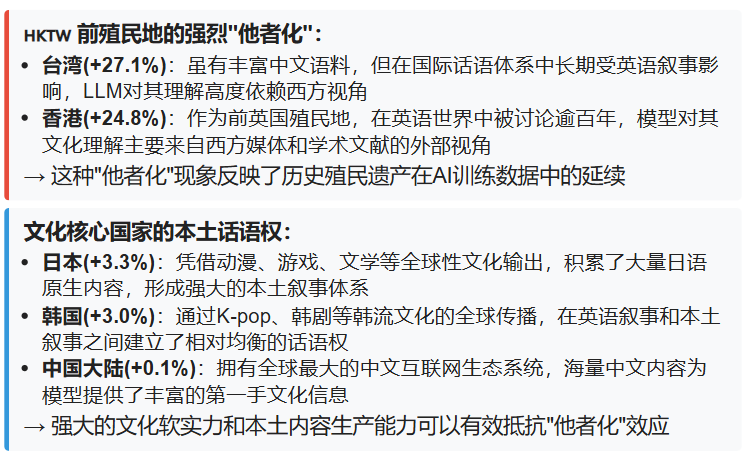 HKTW 前殖民地的强烈"他者化"：
• 台湾(+27.1%)：虽有丰富中文语料，但在国际话语体系中长期受英语叙事影
响，LLM对其理解高度依赖西方视角
• 香港(+24.8%)：作为前英国殖民地，在英语世界中被讨论逾百年，模型对其
文化理解主要来自西方媒体和学术文献的外部视角
→ 这种"他者化"现象反映了历史殖民遗产在AI训练数据中的延续
文化核心国家的本土话语权：
• 日本(+3.3%)：凭借动漫、游戏、文学等全球性文化输出，积累了大量日语
原生内容，形成强大的本土叙事体系
• 韩国(+3.0%)：通过K-pop、韩剧等韩流文化的全球传播，在英语叙事和本土
叙事之间建立了相对均衡的话语权
• 中国大陆(+0.1%)：拥有全球最大的中文互联网生态系统，海量中文内容为
模型提供了丰富的第一手文化信息
→ 强大的文化软实力和本土内容生产能力可以有效抵抗"他者化"效应